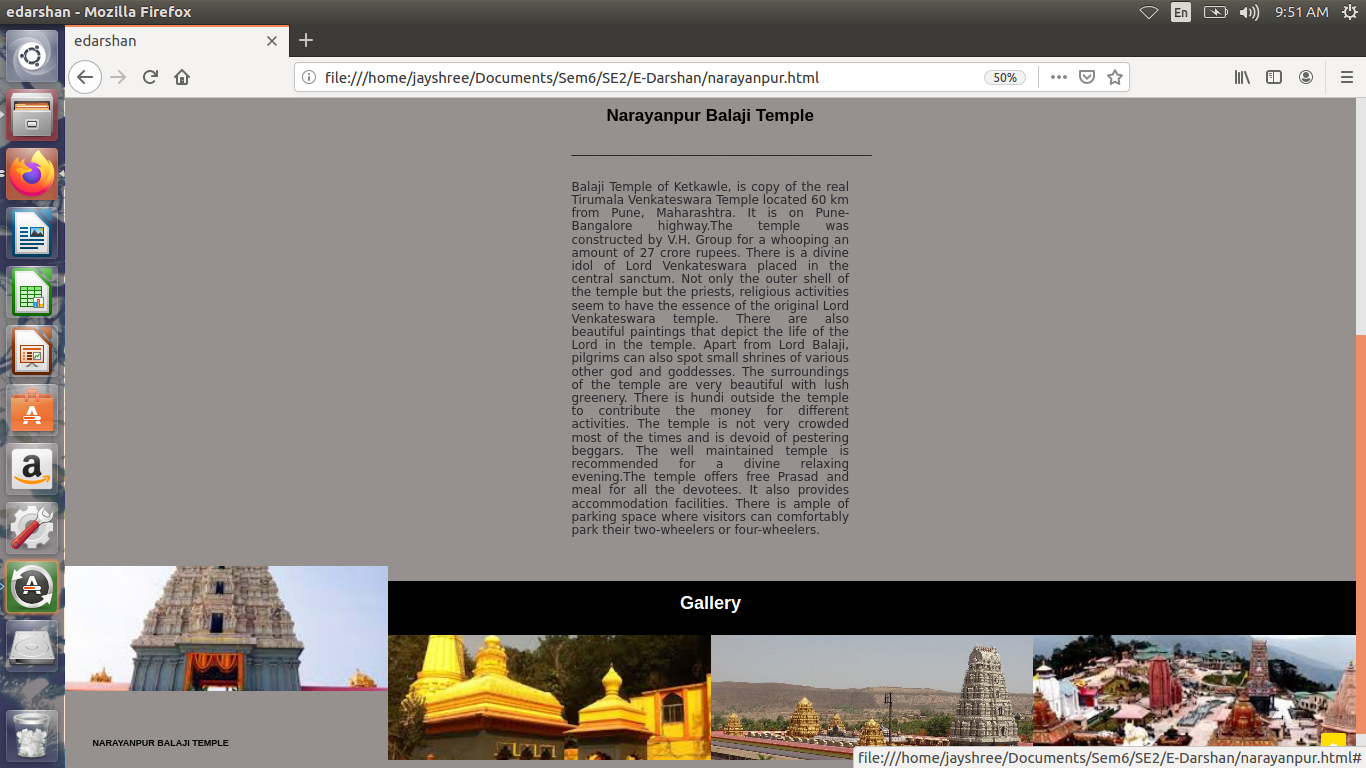 edarshan - Mozilla Firefox
En
9:51 AM
edarshan
file:///home/jayshree/Documents/Sem6/SE2/E-Darshan/narayanpur.html
50%
Narayanpur Balaji Temple
Balaji Temple of Ketkawle, is copy of the real
Tirumala Venkateswara Temple located 60 km
from Pune, Maharashtra. It is on Pune-
Bangalore highway.The temple was
constructed by V.H. Group for a whooping an
amount of 27 crore rupees. There is a divine
idol of Lord Venkateswara placed in the
central sanctum. Not only the outer shell of
the temple but the priests, religious activities
seem to have the essence of the original Lord
Venkateswara temple. There are also
beautiful paintings that depict the life of the
Lord in the temple. Apart from Lord Balaji,
pilgrims can also spot small shrines of various
other god and goddesses. The surroundings
of the temple are very beautiful with lush
greenery. There is hundi outside the temple
to contribute the money for different
activities. The temple is not very crowded
most of the times and is devoid of pestering
beggars. The well maintained temple is
recommended for a divine relaxing
evening.The temple offers free Prasad and
meal for all the devotees. It also provides
accommodation facilities. There is ample of
parking space where visitors can comfortably
park their two-wheelers or four-wheelers.
Gallery
NARAYANPUR BALAJI TEMPLE
file:///home/jayshree/Documents/Sem6/SE2/E-Darshan/narayanpur.html#